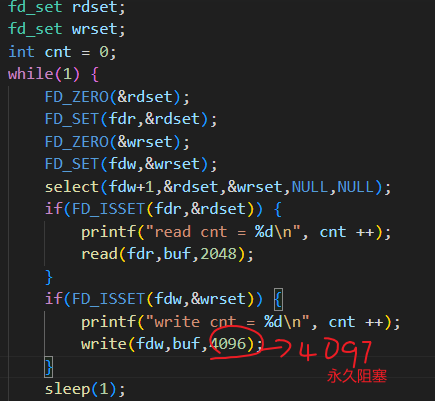 fd_set rdset;
fd_set wrset;
int cnt = 0;
while(1) {
FD_ZERO(&rdset);
FD_SET(fdr,&rdset);
FD_ZERO(&wrset);
FD_SET(fdw,&wrset);
select(fdw+1,&rdset,&wrset,NULL,NULL);
if(FD_ISSET(fdr,&rdset)) {
printf("read cnt = %d\n", cnt ++);
read(fdr,buf,2048);
}
if(FD_ISSET(fdw,&wrset)) {
printf("write cnt = %d\n", cnt ++);
write(fdw,buf,4096); → 4097
永久阻塞
}
sleep(1);